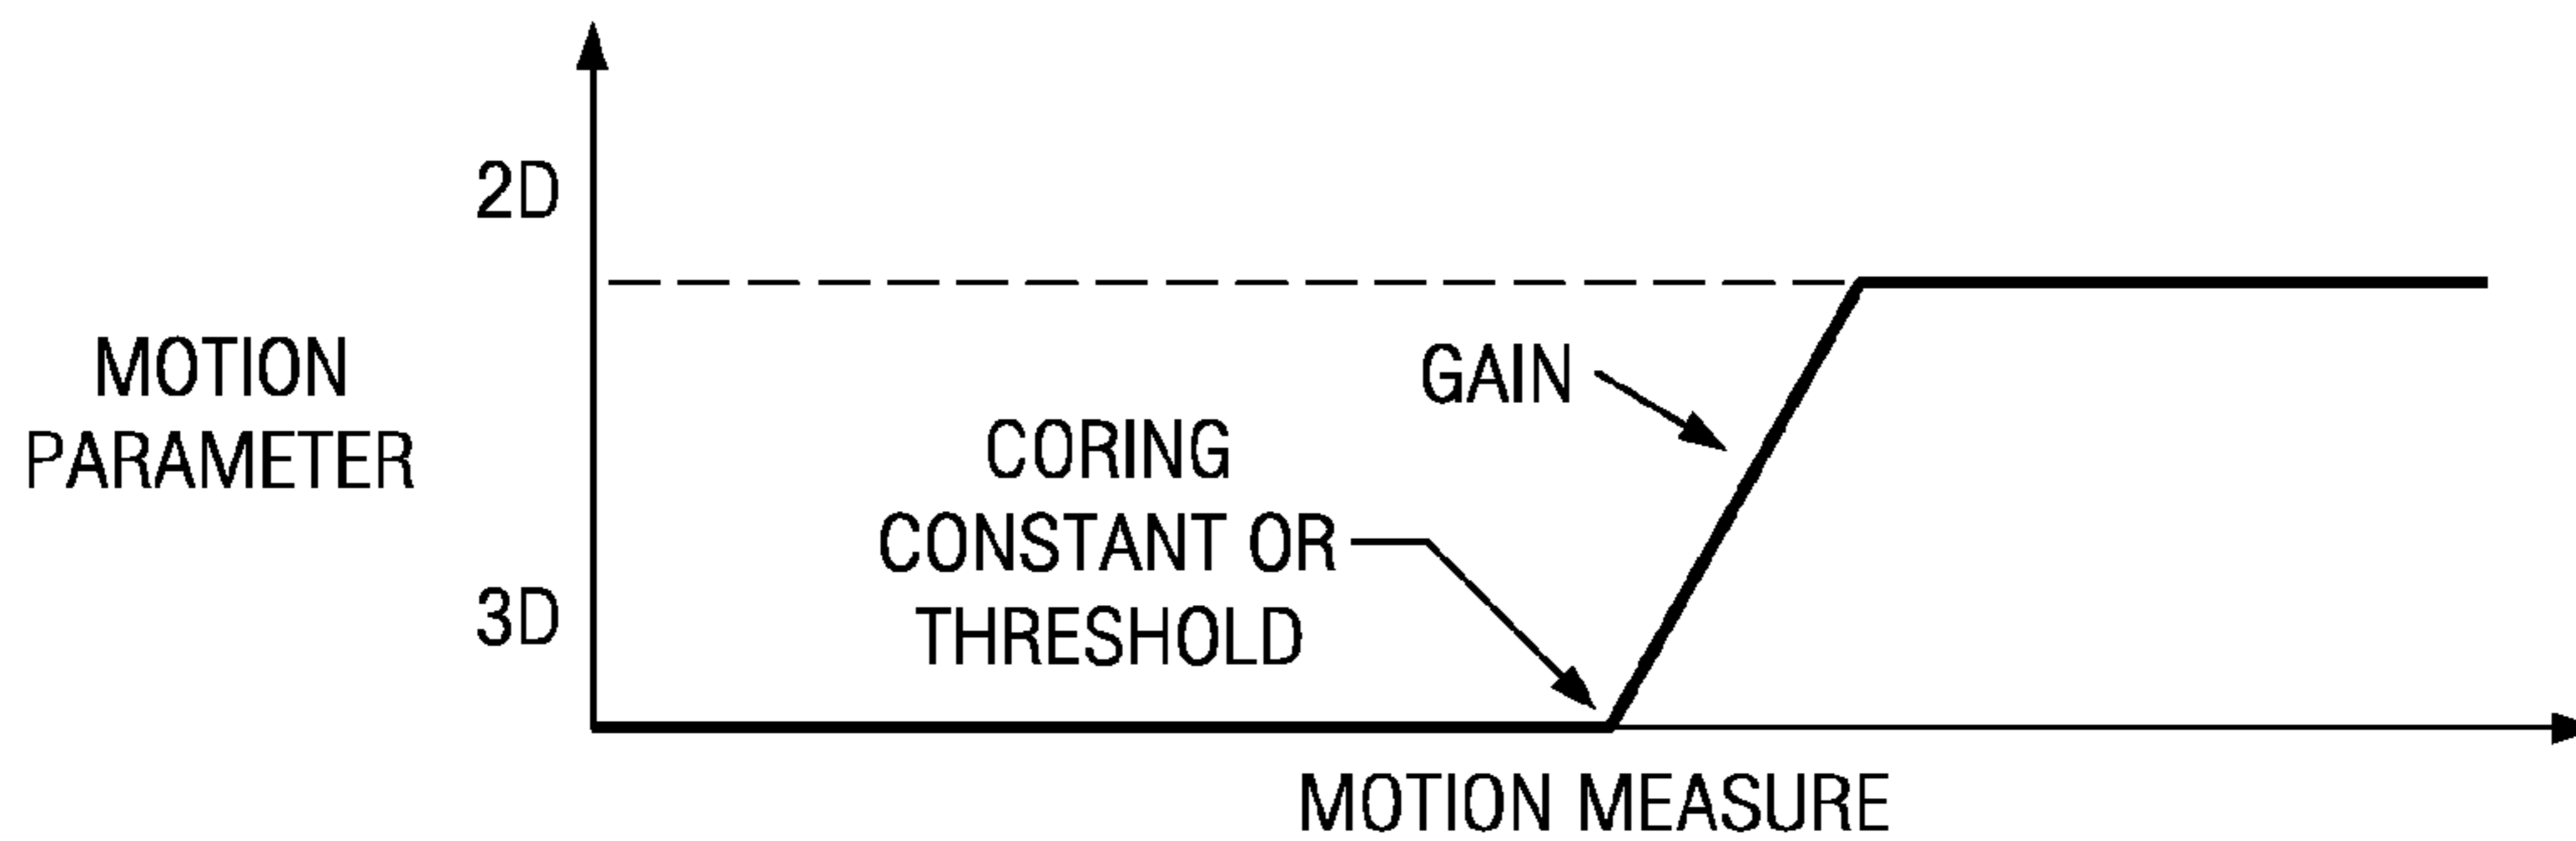 2D
MOTION
PARAMETER
GAIN
CORING
CONSTANT OR
THRESHOLD
3D
MOTION MEASURE